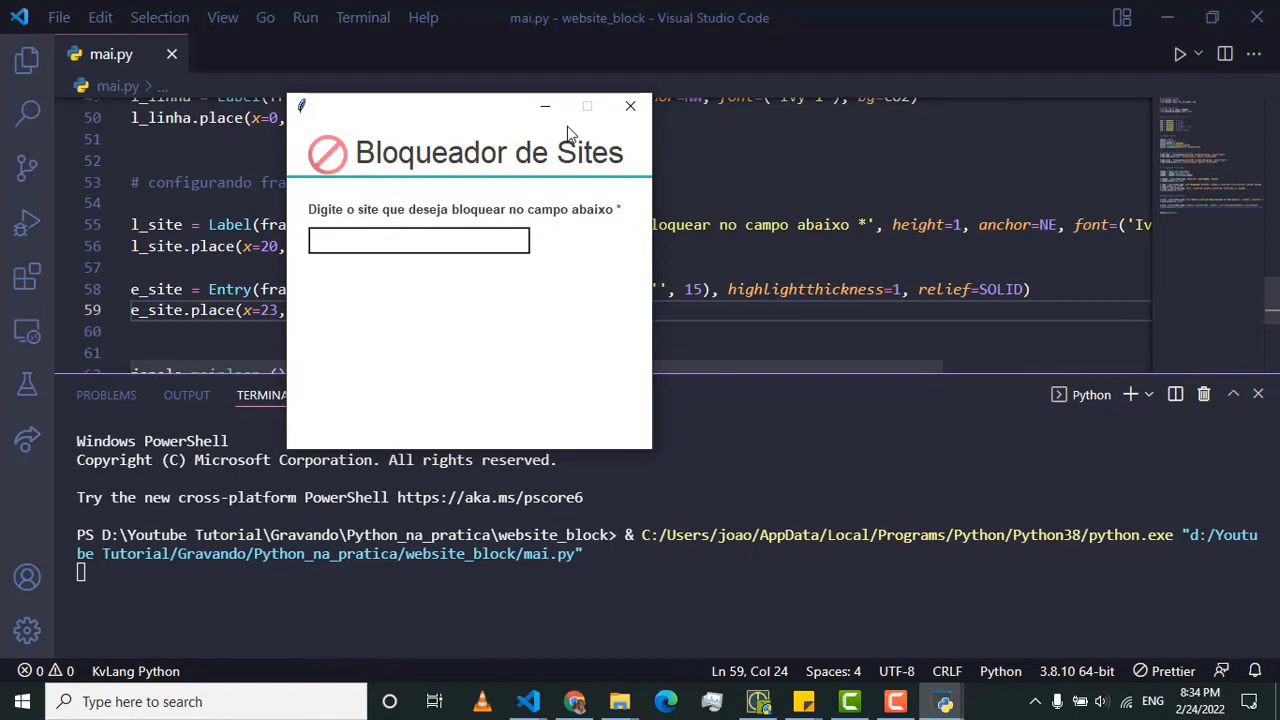 File Edit Selection View Go Run Terminal Help mai.py - website_block - Visual Studio Code
mai.py
mai.py > ...
50 l_linha.place(x=0,
51
52
53 # configurando fra
54
55 l_site = Label(fra loquear no campo abaixo *', height=1, anchor=NE, font=('Iv
56 l_site.place(x=20,
57
58 e_site = Entry(fra '', 15), highlightthickness=1, relief=SOLID)
59 e_site.place(x=23,
60
61
Bloqueador de Sites
Digite o site que deseja bloquear no campo abaixo *
PROBLEMS OUTPUT TERMINA Python
Windows PowerShell
Copyright (C) Microsoft Corporation. All rights reserved.
Try the new cross-platform PowerShell https://aka.ms/pscore6
PS D:\Youtube Tutorial\Gravando\Python_na_pratica\website_block> & C:/Users/joao/AppData/Local/Programs/Python/Python38/python.exe "d:/Youtu
be Tutorial/Gravando/Python_na_pratica/website_block/mai.py"
0 0 KvLang Python Ln 59, Col 24 Spaces: 4 UTF-8 CRLF Python 3.8.10 64-bit Prettier
Type here to search ENG
8:34 PM
2/24/2022